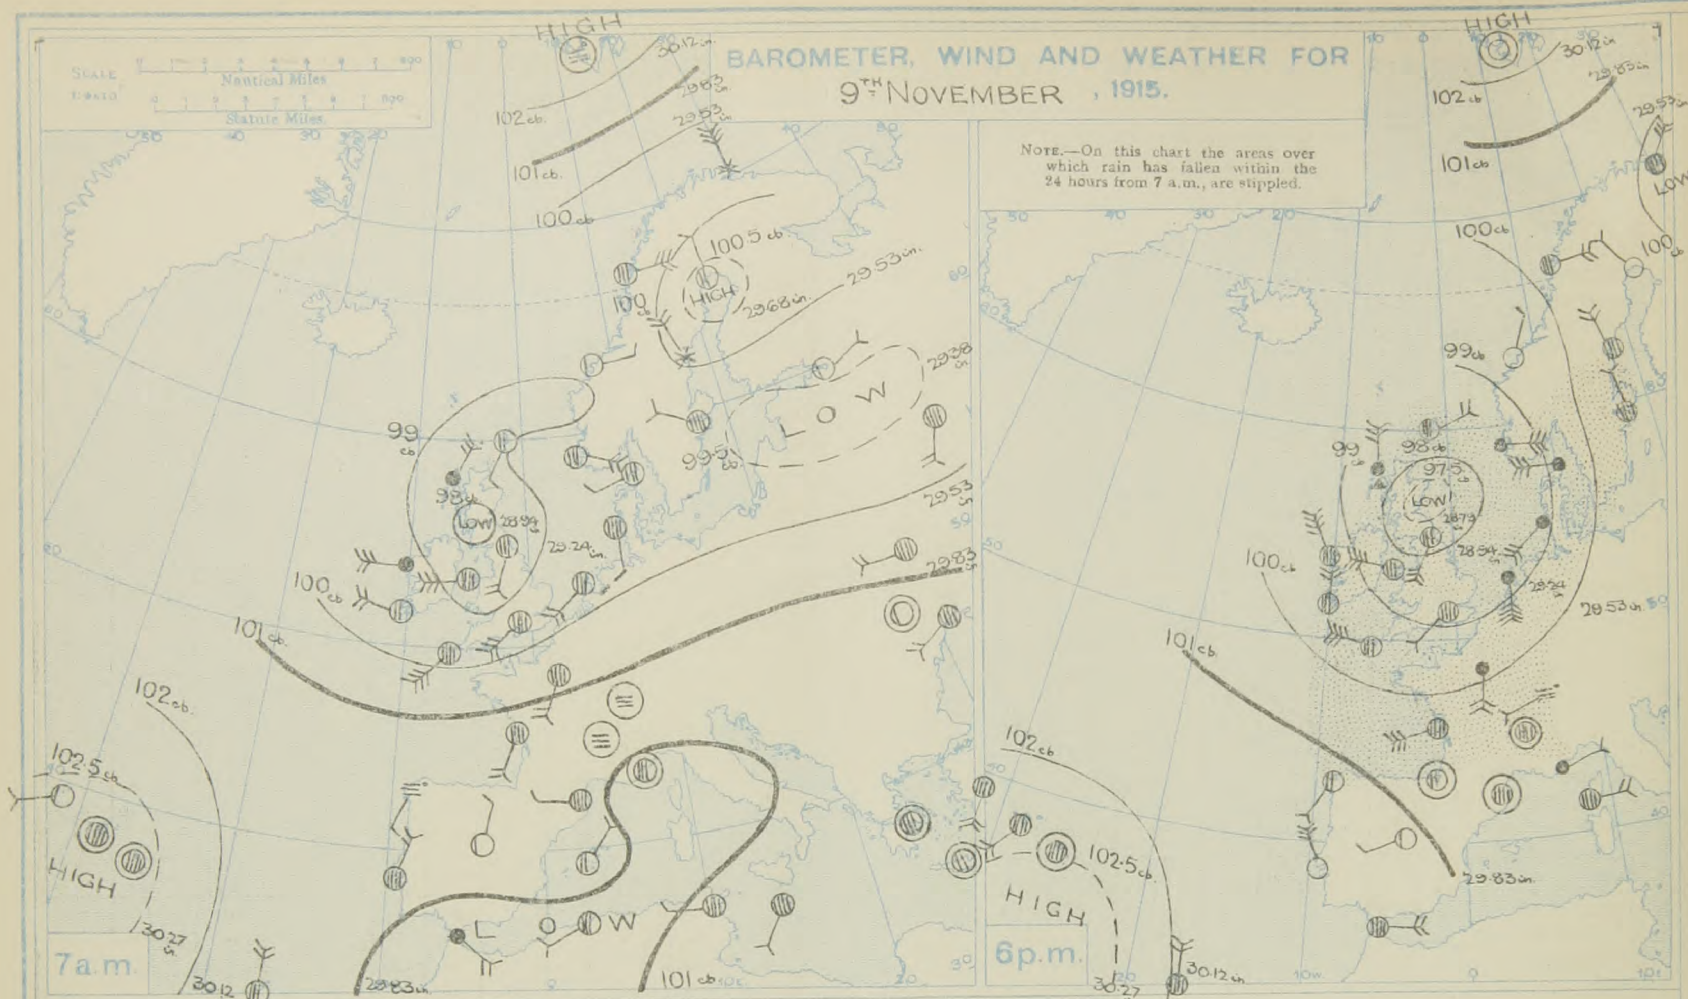 BAROMETER, WIND AND WEATHER FOR
9TH NOVEMBER, 1915.
NOTE.—On this chart the areas over
which rain has fallen within the
24 hours from 7 a.m., are stippled.
SCALE
Nautical Miles
Statute Miles
HIGH
30.12 in
29.83 in
29.53 in
102 cb.
101 cb.
100 cb
100.5 cb
HIGH
29.68 in.
29.53 in.
100 cb
29.38 in
LOW
99.5 cb.
99 cb
98 cb
LOW
28.94
29.24 in.
29.53 in
29.83 in
100 cb
101 cb.
102 cb.
102.5 cb.
HIGH
30.27 in.
30.12
29.83 in.
LOW
101 cb.
7 a.m.
HIGH
30.12 in
29.83 in
29.53 in
102 cb
101 cb
LOW
100 cb
100 cb
99 cb
99 cb
98 cb
97.5 cb
LOW
28.79
28.94 in
29.24 in
29.53 in.
100 cb
101 cb.
102 cb
102.5 cb.
HIGH
29.83 in.
30.12 in
30.27
6 p.m.